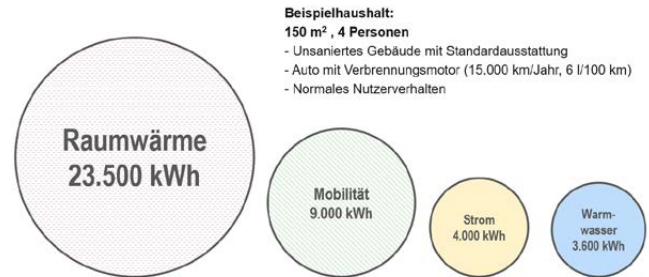 Beispielhaushalt:
150 m² , 4 Personen
- Unsaniertes Gebäude mit Standardausstattung
- Auto mit Verbrennungsmotor (15.000 km/Jahr, 6 l/100 km)
- Normales Nutzerverhalten
Raumwärme
23.500 kWh
Mobilität
9.000 kWh
Strom
4.000 kWh
Warm-
wasser
3.600 kWh